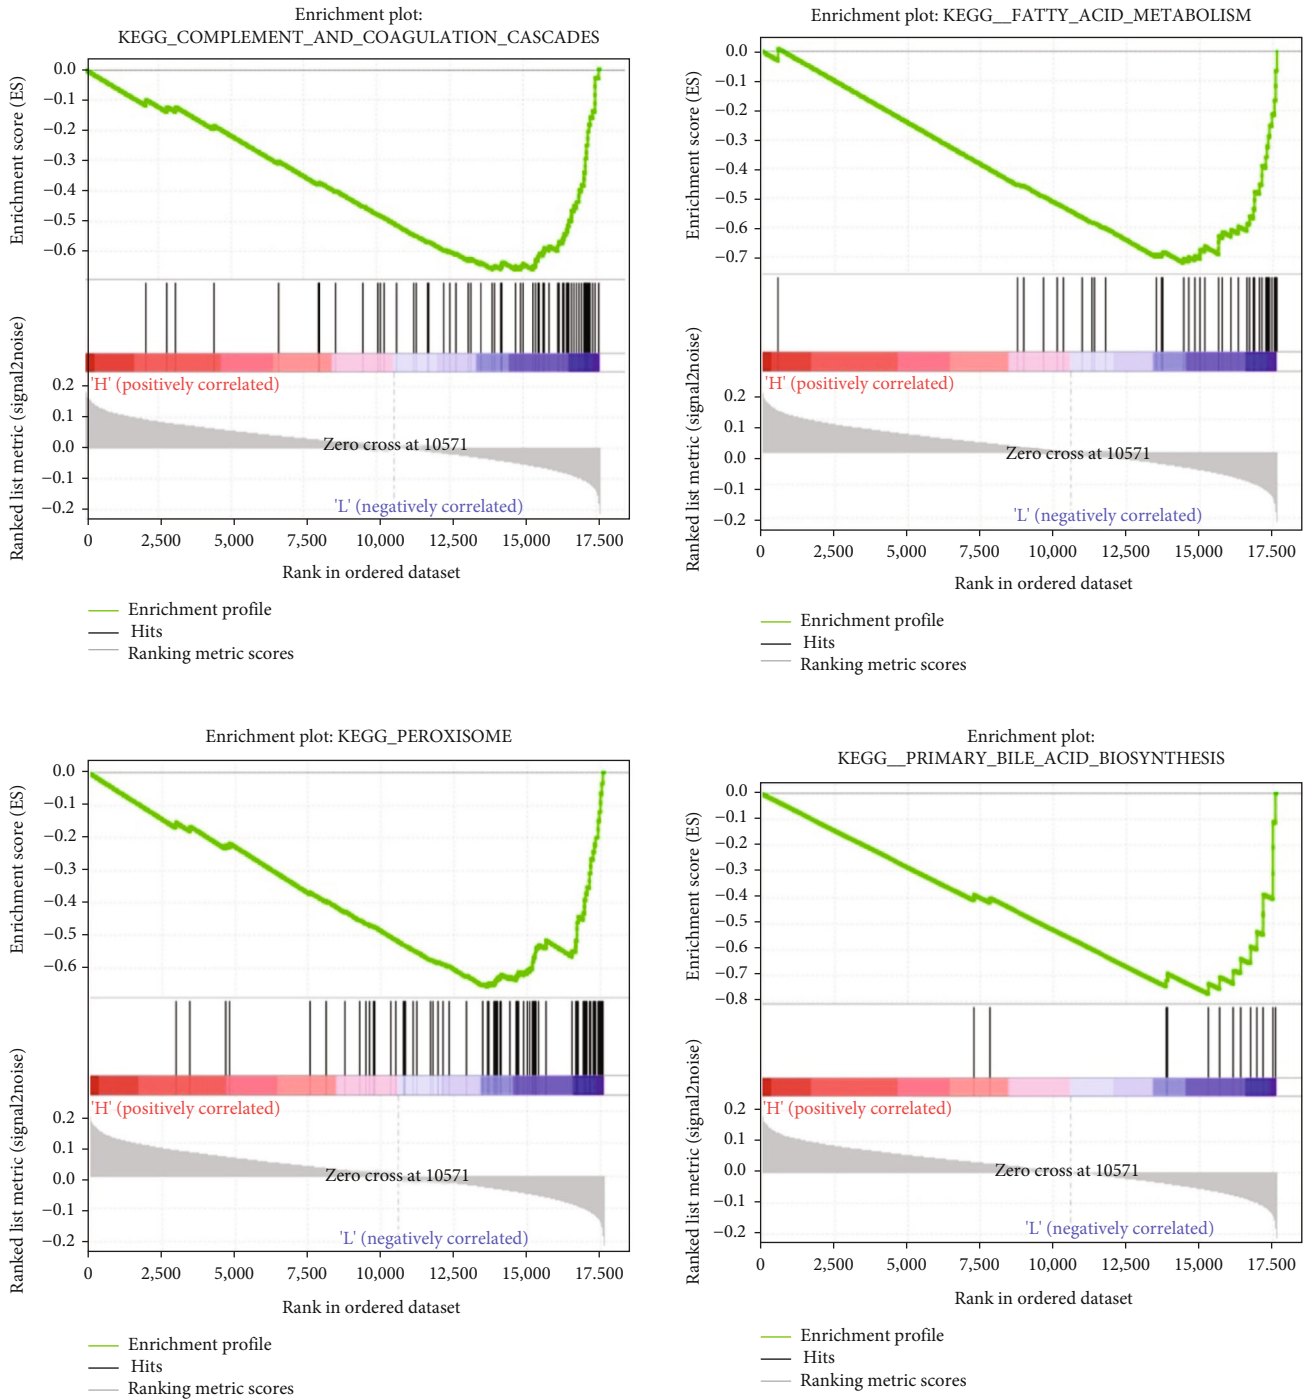 Enrichment plot:
KEGG_COMPLEMENT_AND_COAGULATION_CASCADES
Enrichment score (ES)
0.0
−0.1
−0.2
−0.3
−0.4
−0.5
−0.6
Ranked list metric (signal2noise)
'H' (positively correlated)
0.2
0.1
0.0
−0.1
−0.2
Zero cross at 10571
'L' (negatively correlated)
0 2,500 5,000 7,500 10,000 12,500 15,000 17.500
Rank in ordered dataset
Enrichment profile
Hits
Ranking metric scores
Enrichment plot: KEGG__FATTY_ACID_METABOLISM
Enrichment score (ES)
0.0
−0.1
−0.2
−0.3
−0.4
−0.5
−0.6
−0.7
Ranked list metric (signal2noise)
'H' (positively correlated)
0.2
0.1
0.0
−0.1
−0.2
Zero cross at 10571
'L' (negatively correlated)
0 2,500 5,000 7,500 10,000 12,500 15,000 17.500
Rank in ordered dataset
Enrichment profile
Hits
Ranking metric scores
Enrichment plot: KEGG_PEROXISOME
Enrichment score (ES)
0.0
−0.1
−0.2
−0.3
−0.4
−0.5
−0.6
Ranked list metric (signal2noise)
'H' (positively correlated)
0.2
0.1
0.0
−0.1
−0.2
Zero cross at 10571
'L' (negatively correlated)
0 2,500 5,000 7,500 10,000 12,500 15,000 17.500
Rank in ordered dataset
Enrichment profile
Hits
Ranking metric scores
Enrichment plot:
KEGG__PRIMARY_BILE_ACID_BIOSYNTHESIS
Enrichment score (ES)
0.0
−0.1
−0.2
−0.3
−0.4
−0.5
−0.6
−0.7
−0.8
Ranked list metric (signal2noise)
'H' (positively correlated)
0.2
0.1
0.0
−0.1
−0.2
Zero cross at 10571
'L' (negatively correlated)
0 2,500 5,000 7,500 10,000 12,500 15,000 17.500
Rank in ordered dataset
Enrichment profile
Hits
Ranking metric scores